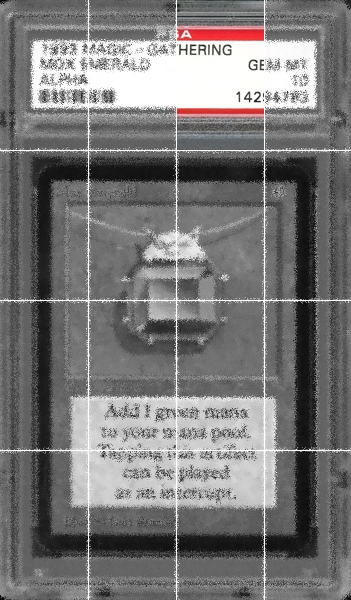 PSA
1993 MAGIC - GATHERING
MOX EMERALD GEM MT
ALPHA 10
Add 1 green mana
to your mana pool.
Tapping this artifact
can be played
as an interrupt.